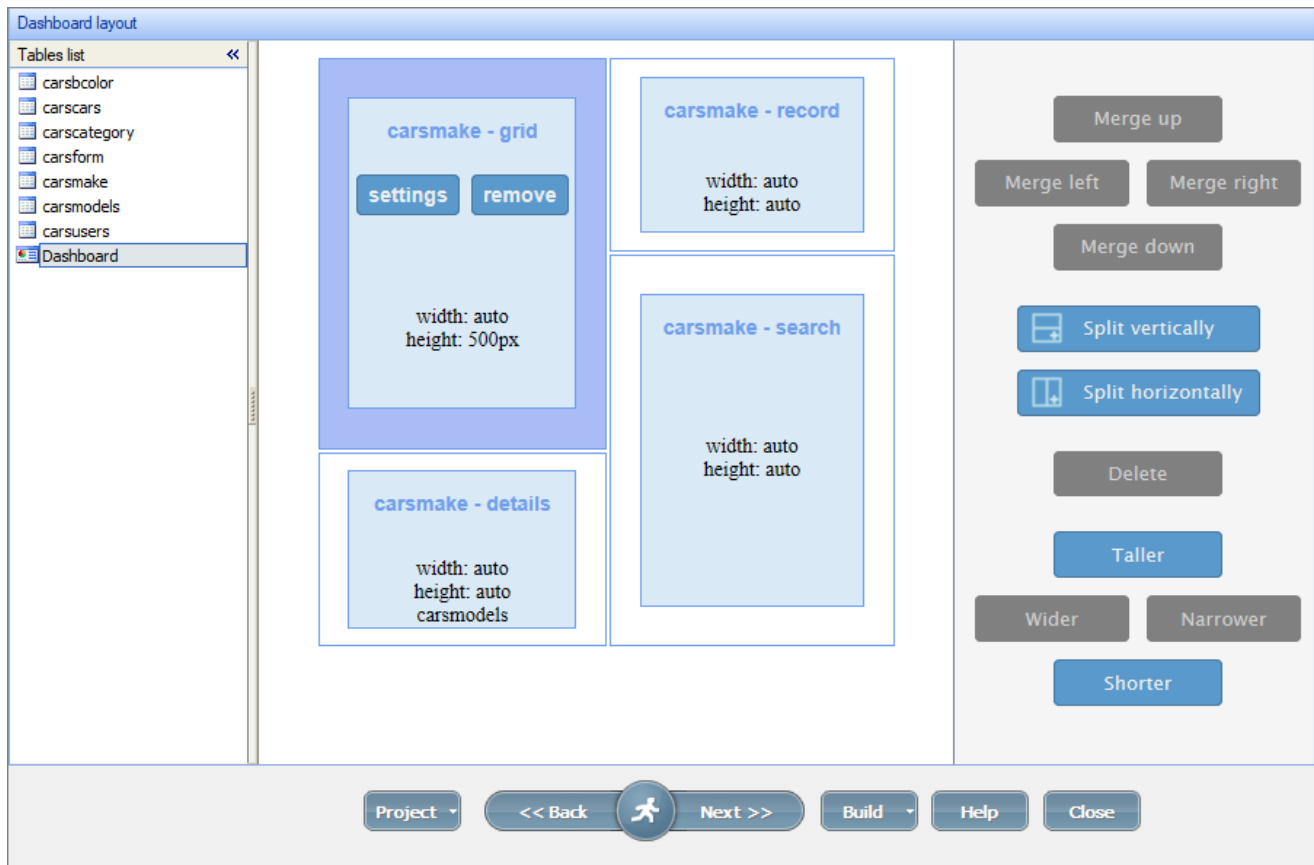 Dashboard layout
Tables list
carsbcolor
carscars
carscategory
carsform
carsmake
carsmodels
carsusers
Dashboard
carsmake - grid
settings remove
width: auto
height: 500px
carsmake - record
width: auto
height: auto
carsmake - details
width: auto
height: auto
carsmodels
carsmake - search
width: auto
height: auto
Merge up
Merge left Merge right
Merge down
Split vertically
Split horizontally
Delete
Taller
Wider Narrower
Shorter
Project << Back Next >> Build Help Close